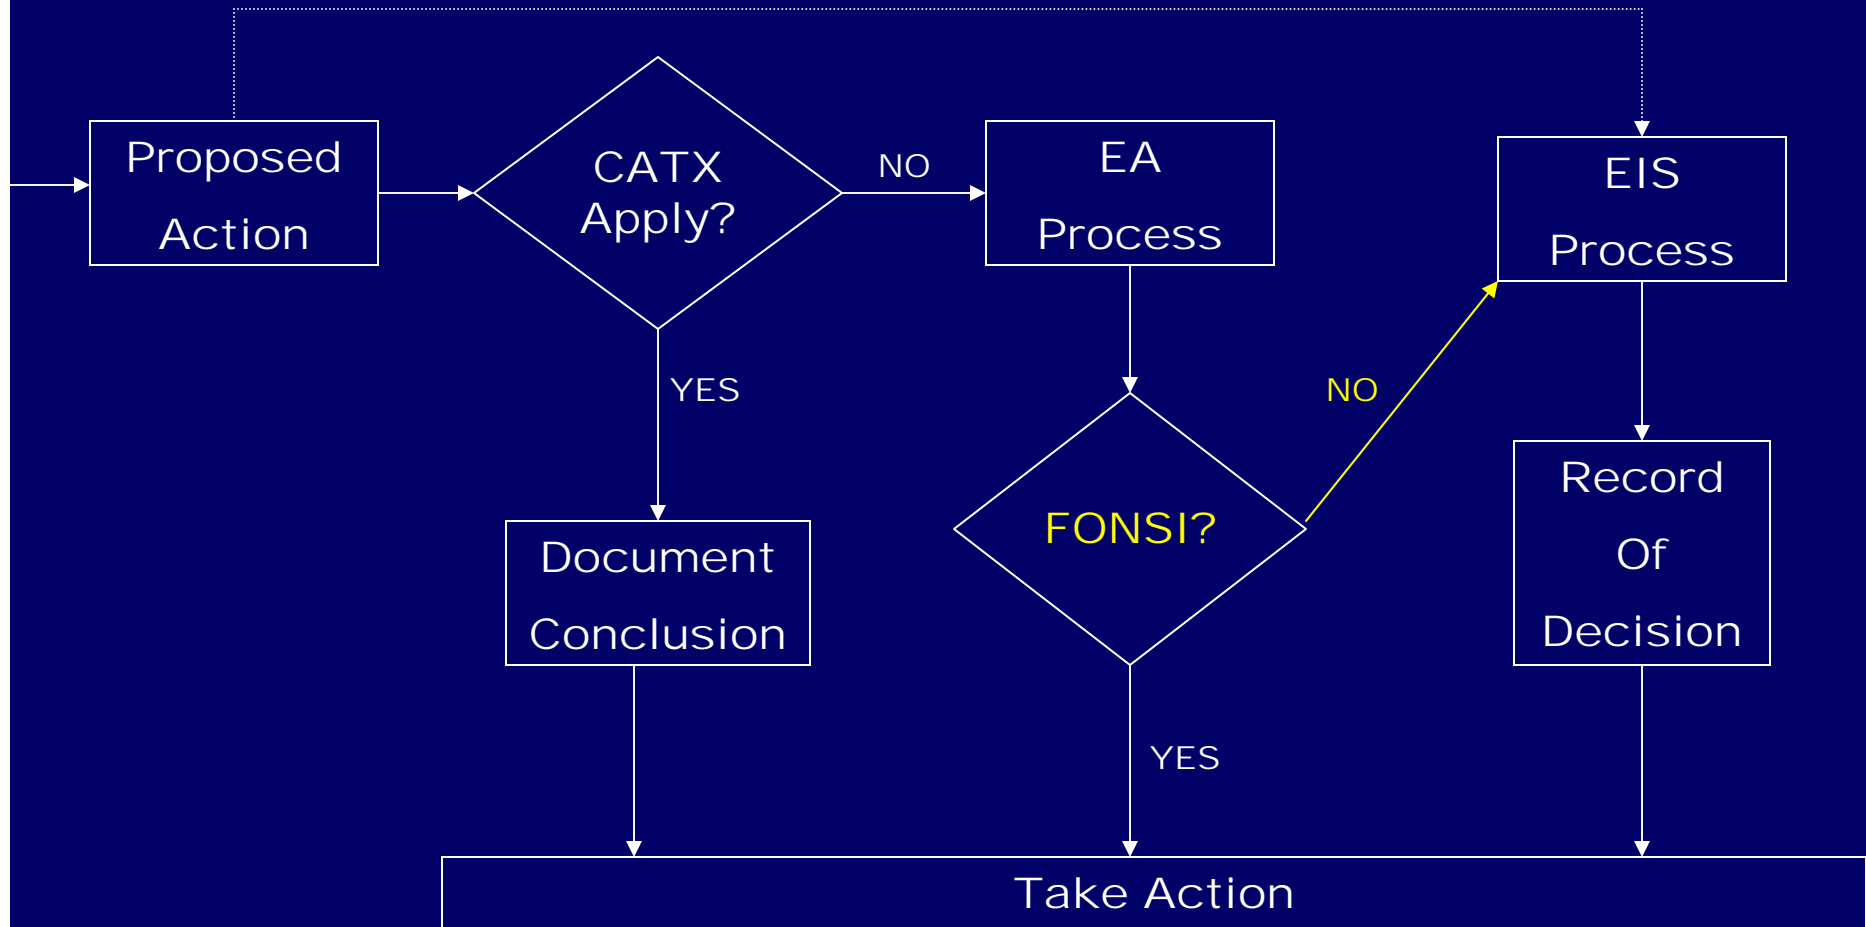 Proposed
Action
CATX
Apply?
NO
EA
Process
EIS
Process
YES
NO
Document
Conclusion
FONSI?
Record
Of
Decision
YES
Take Action